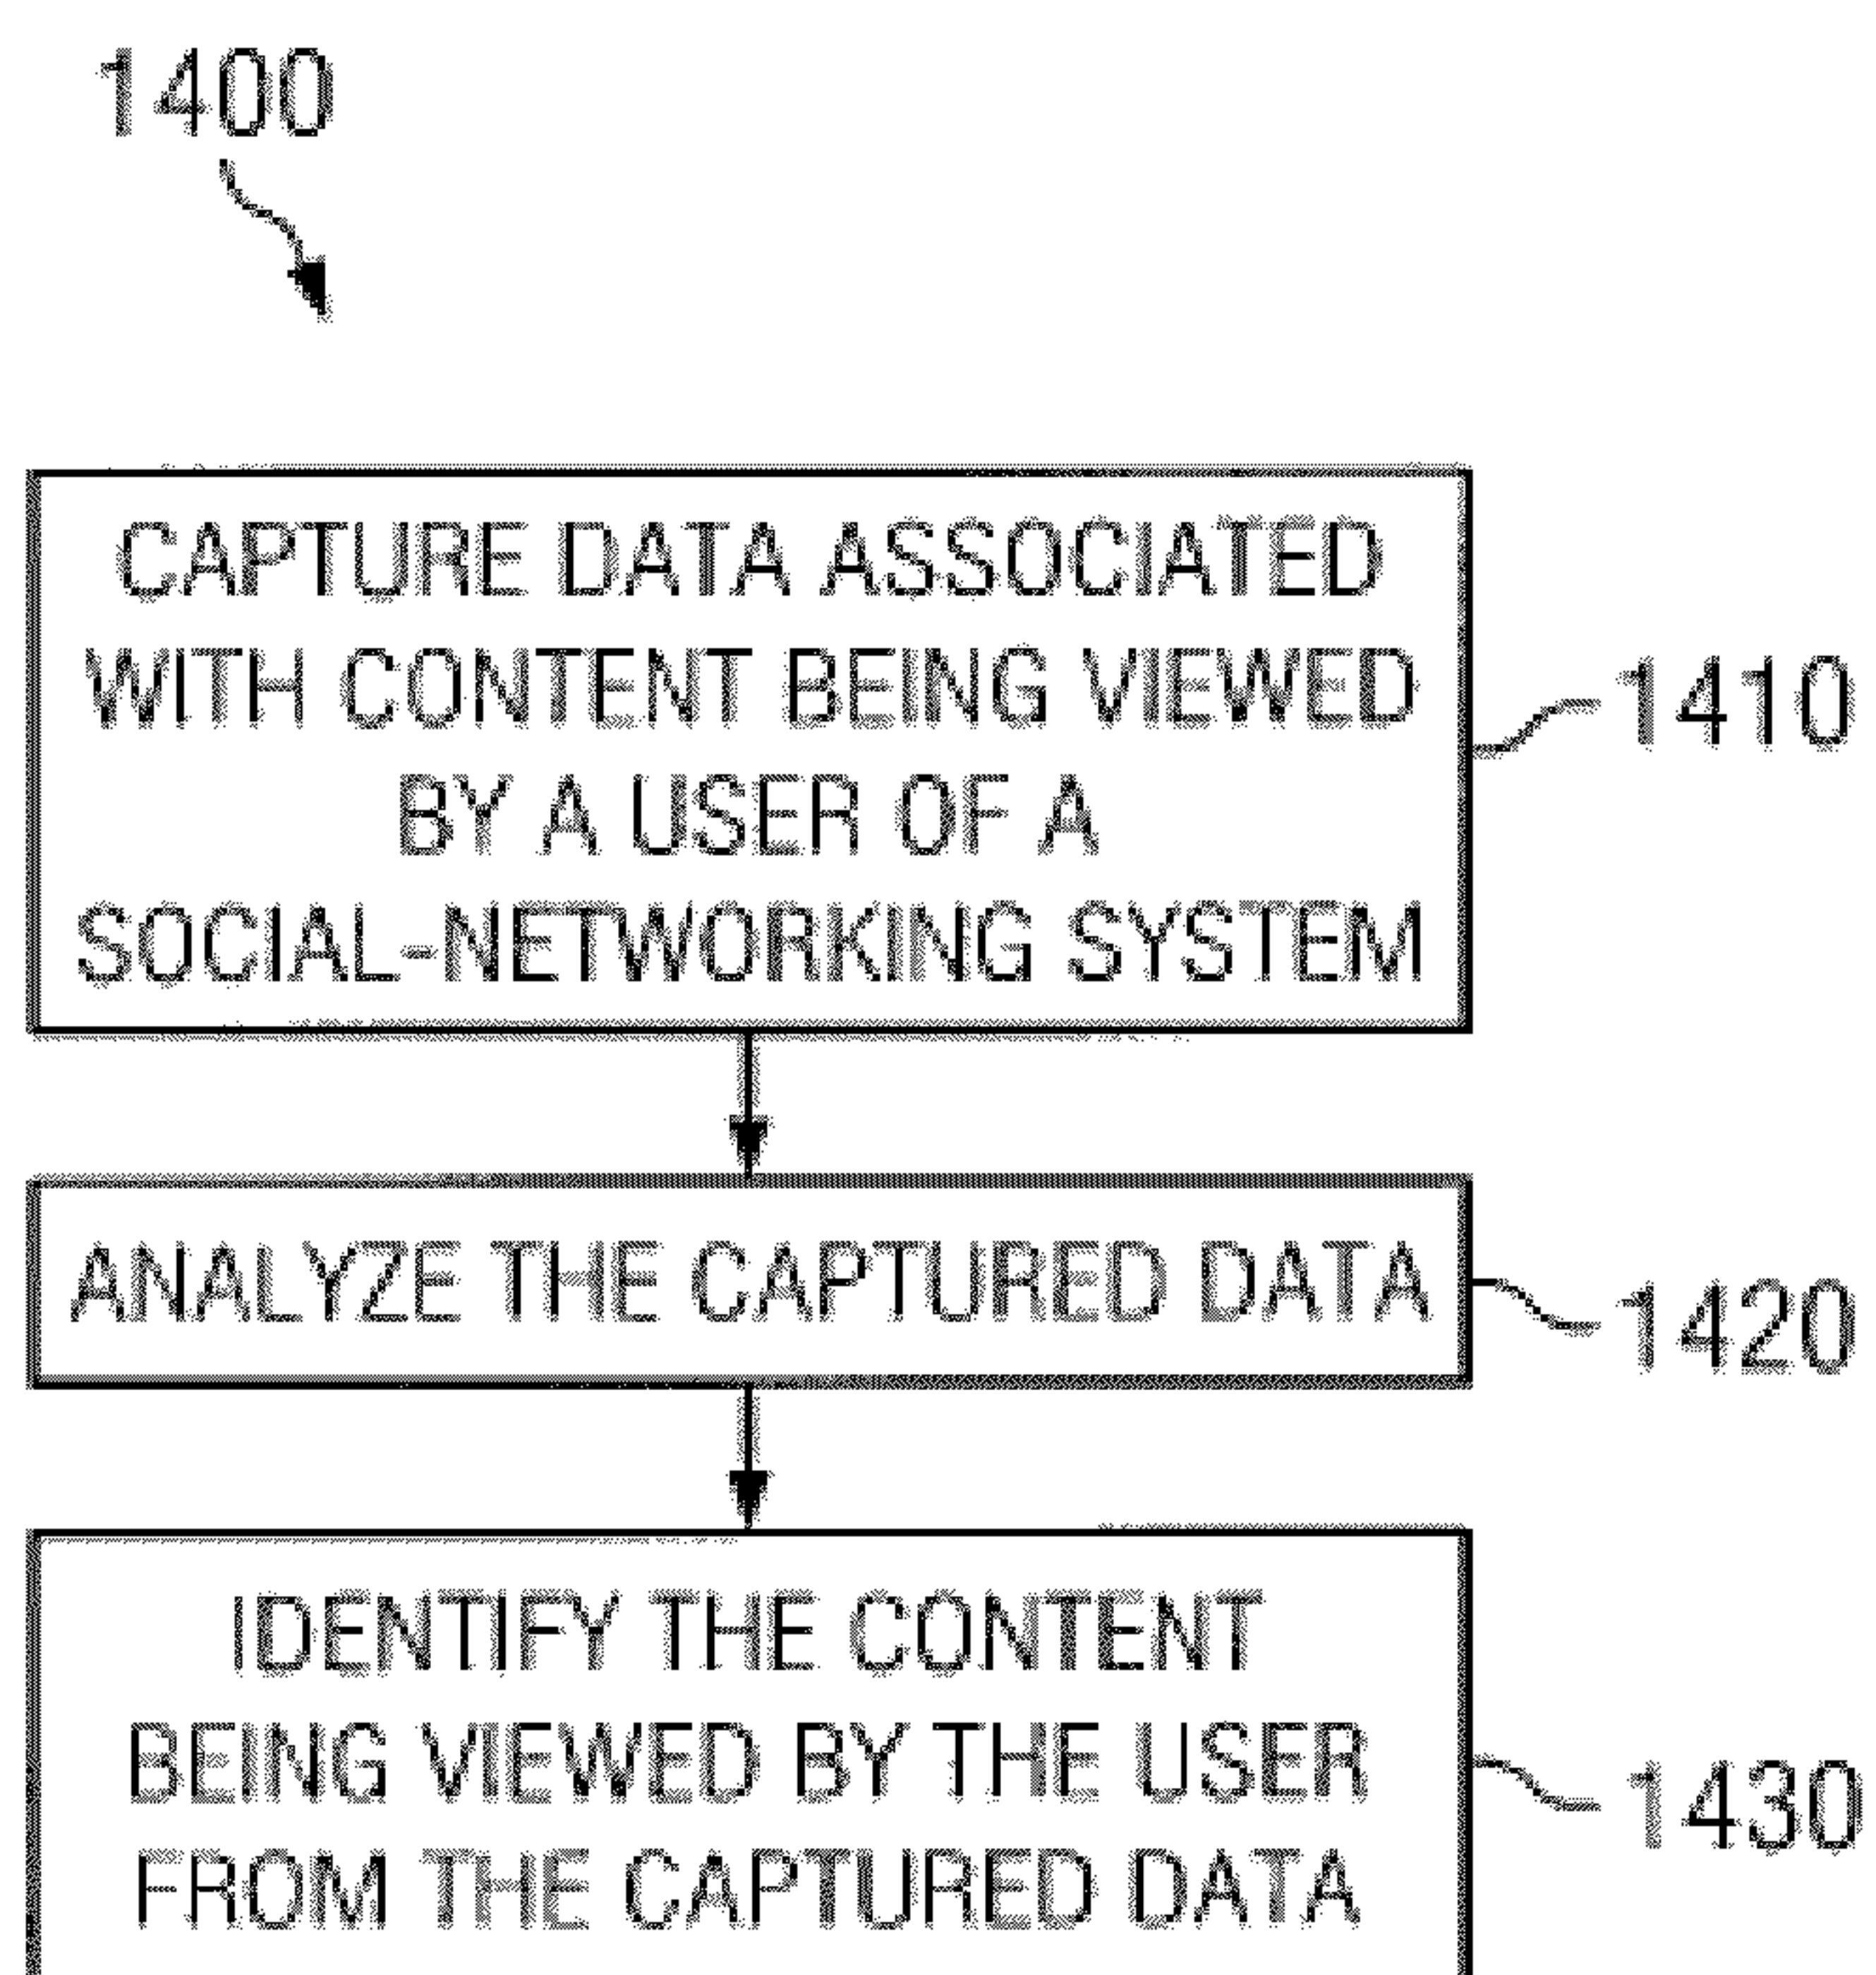 1400
CAPTURE DATA ASSOCIATED
WITH CONTENT BEING VIEWED
BY A USER OF A
SOCIAL-NETWORKING SYSTEM
1410
ANALYZE THE CAPTURED DATA
1420
IDENTIFY THE CONTENT
BEING VIEWED BY THE USER
FROM THE CAPTURED DATA
1430